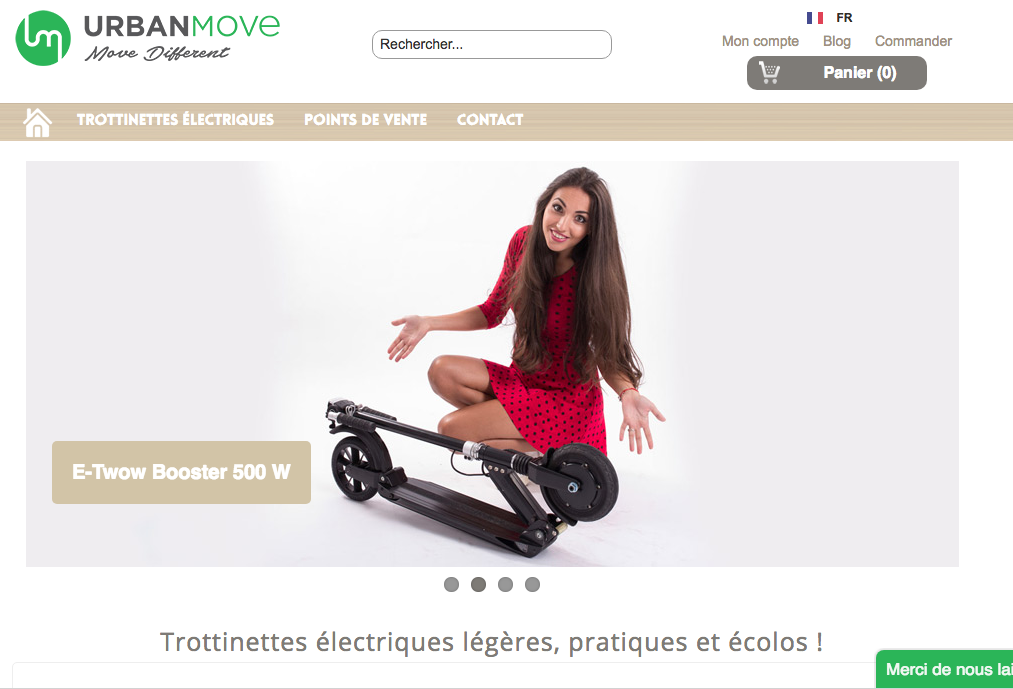 URBANMOVE
Move Different
Rechercher...
FR
Mon compte Blog Commander
Panier (0)
TROTTINETTES ÉLECTRIQUES POINTS DE VENTE CONTACT
E-Twow Booster 500 W
Trottinettes électriques légères, pratiques et écolos !
Merci de nous lai